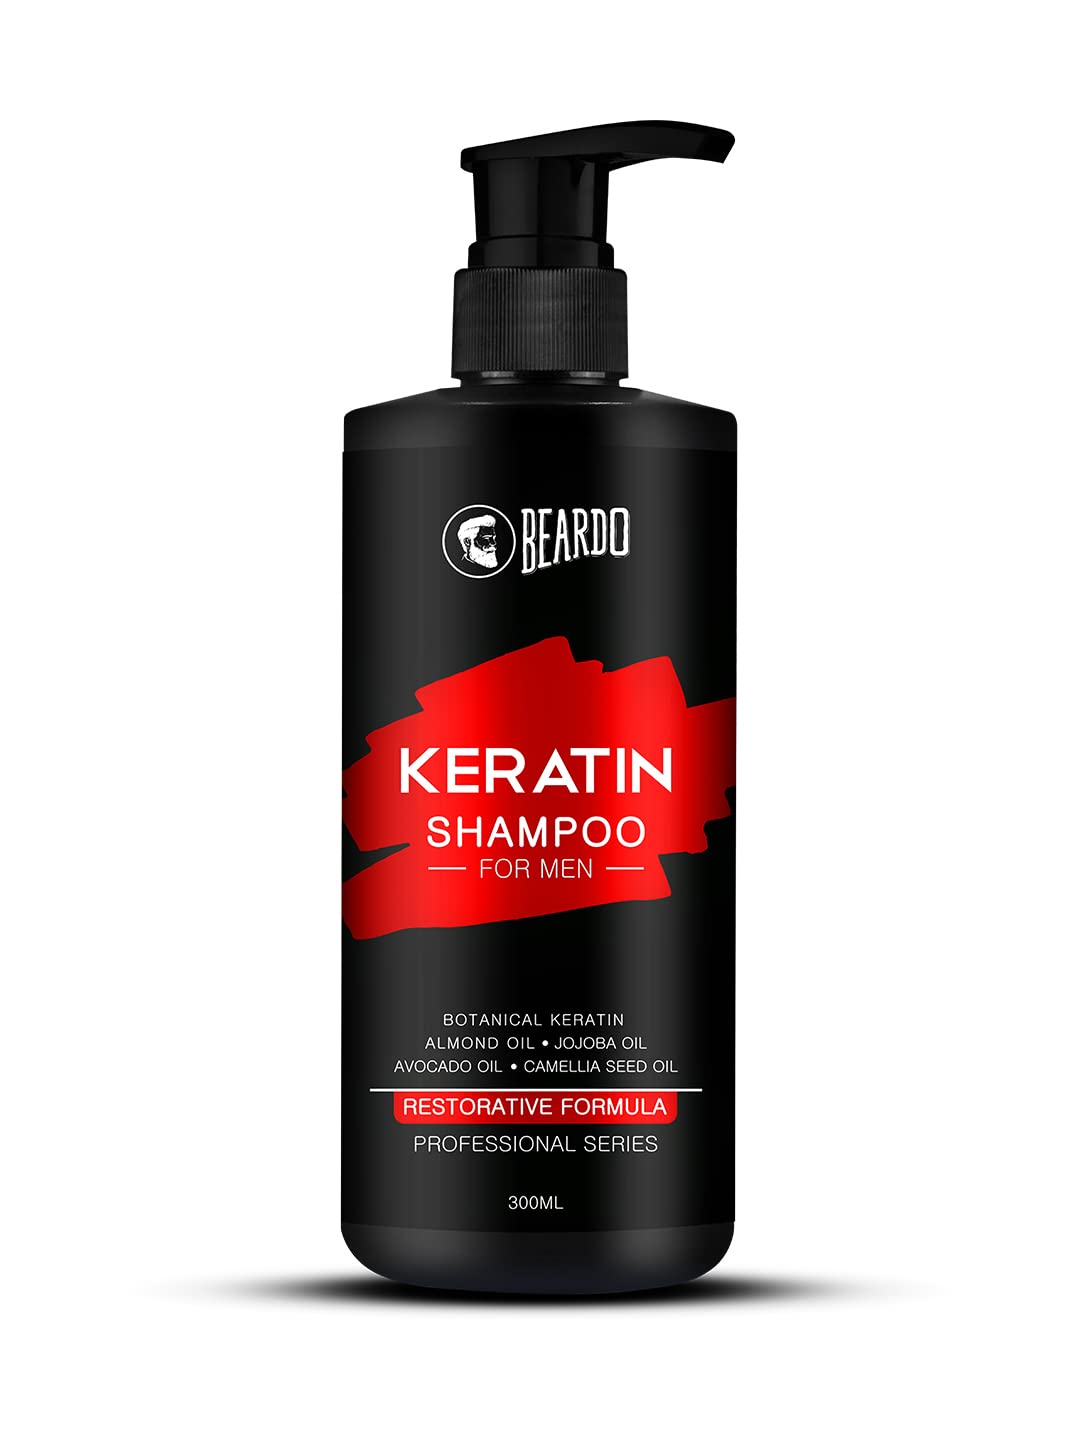 BEARDO
KERATIN
SHAMPOO
FOR MEN
BOTANICAL KERATIN
ALMOND OIL • JOJOBA OIL
AVOCADO OIL • CAMELLIA SEED OIL
RESTORATIVE FORMULA
PROFESSIONAL SERIES
300ML